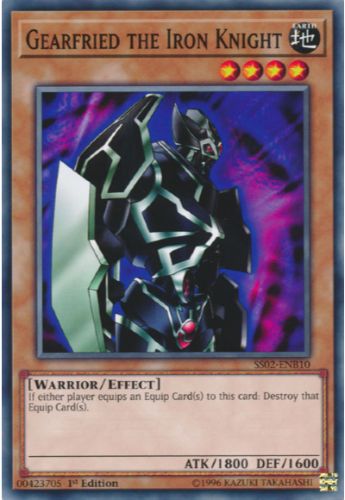 GEARFRIED THE IRON KNIGHT
EARTH
地
SS02-ENB10
[WARRIOR/EFFECT]
If either player equips an Equip Card(s) to this card: Destroy that
Equip Card(s).
ATK/1800 DEF/1600
00423705 1st Edition ©1996 KAZUKI TAKAHASHI